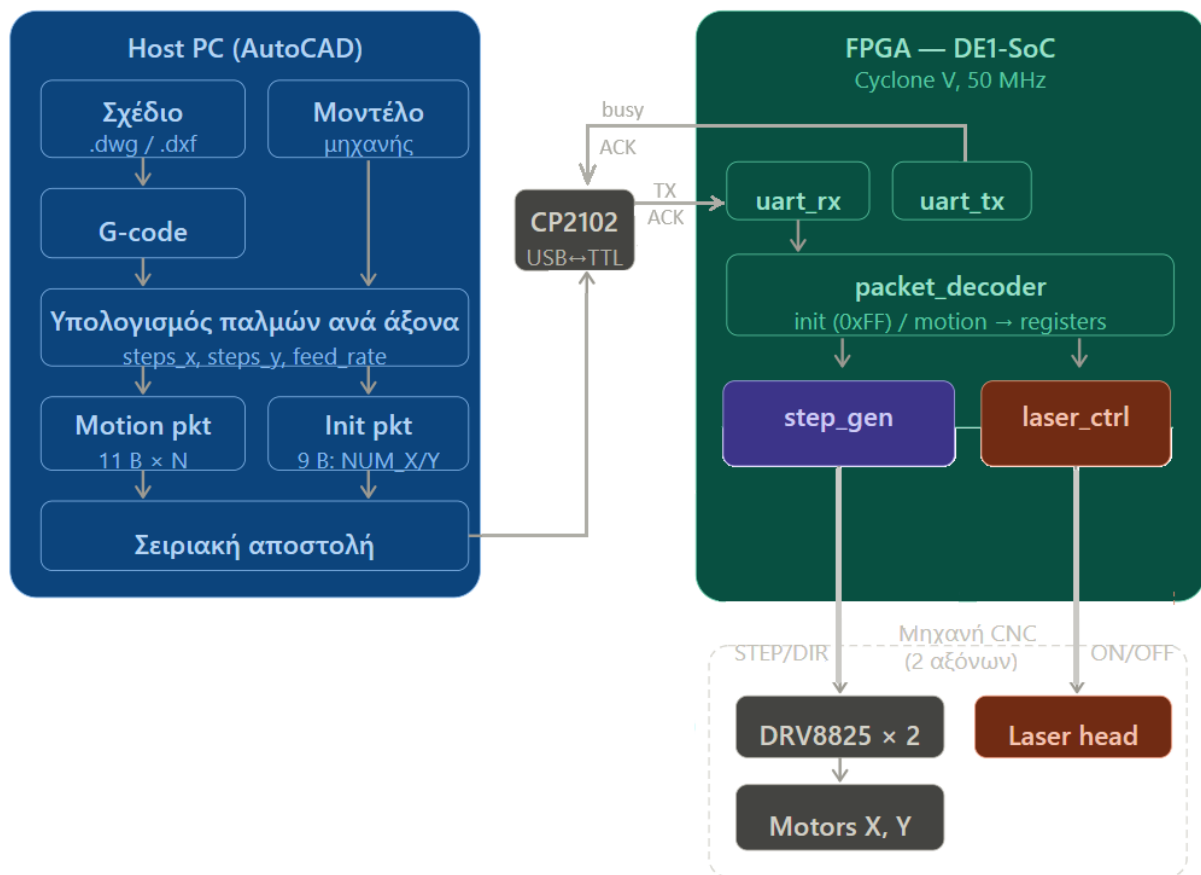 Host PC (AutoCAD)
Σχέδιο
.dwg / .dxf
Μοντέλο
μηχανής
G-code
Υπολογισμός παλμών ανά άξονα
steps_x, steps_y, feed_rate
Motion pkt
11 B × N
Init pkt
9 B: NUM_X/Y
Σειριακή αποστολή
busy
ACK
TX
ACK
CP2102
USB↔TTL
FPGA — DE1-SoC
Cyclone V, 50 MHz
uart_rx
uart_tx
packet_decoder
init (0xFF) / motion → registers
step_gen
laser_ctrl
STEP/DIR
Μηχανή CNC
(2 αξόνων)
ON/OFF
DRV8825 × 2
Laser head
Motors X, Y